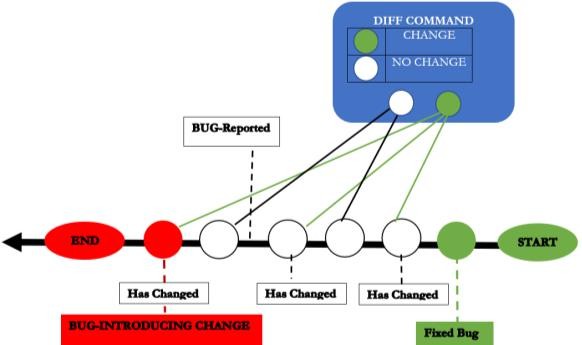 DIFF COMMAND
CHANGE
NO CHANGE
BUG-Reported
END
START
Has Changed
Has Changed
Has Changed
BUG-INTRODUCING CHANGE
Fixed Bug